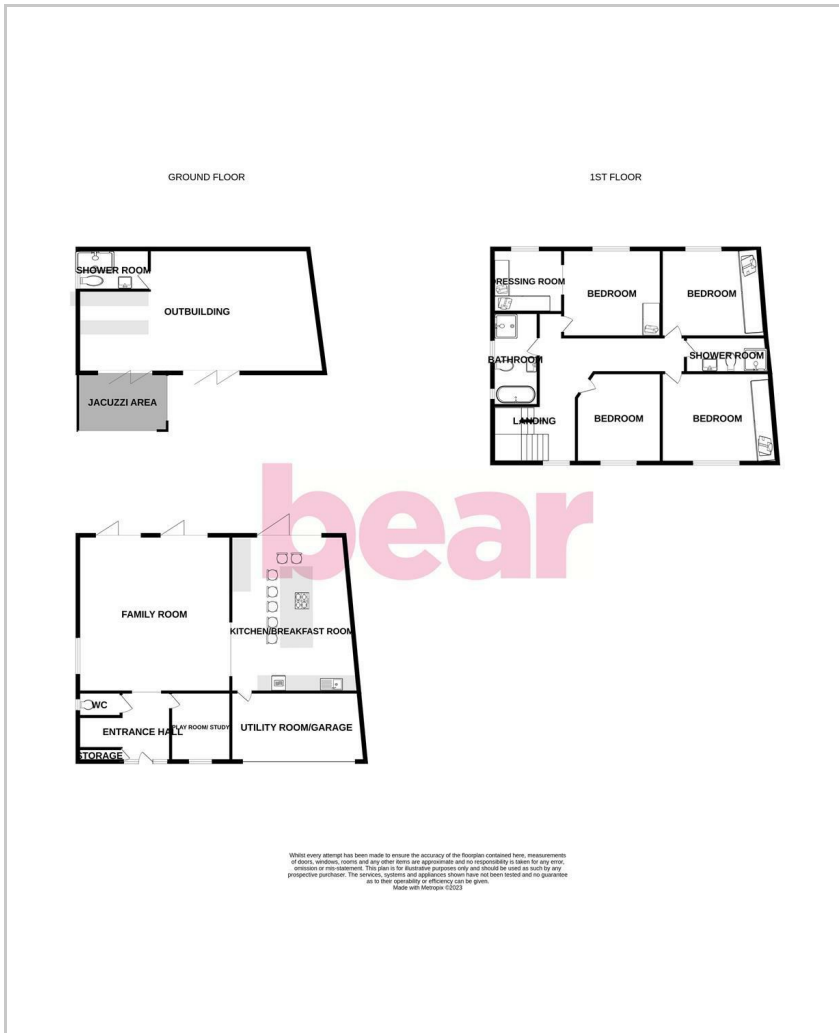 GROUND FLOOR
1ST FLOOR
SHOWER ROOM
OUTBUILDING
JACUZZI AREA
DRESSING ROOM
BEDROOM
BEDROOM
BATHROOM
SHOWER ROOM
LANDING
BEDROOM
BEDROOM
bear
FAMILY ROOM
KITCHEN/BREAKFAST ROOM
WC
ENTRANCE HALL
PLAY ROOM/ STUDY
UTILITY ROOM/GARAGE
STORAGE
Whilst every attempt has been made to ensure the accuracy of the floorplan contained here, measurements
of doors, windows, rooms and any other items are approximate and no responsibility is taken for any error,
omission or mis-statement. This plan is for illustrative purposes only and should be used as such by any
prospective purchaser. The services, systems and appliances shown have not been tested and no guarantee
as to their operability or efficiency can be given.
Made with Metropix ©2023